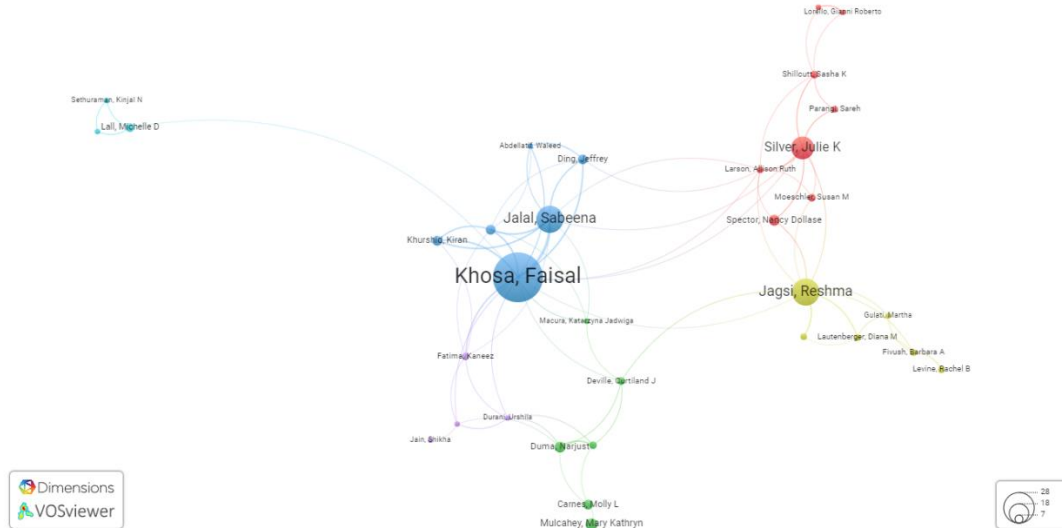 Lorello, Gianni Roberto
Shillcutt, Sasha K
Sethuraman, Kinjal N
Parangi, Sareh
Lall, Michelle D
Abdellatif, Waleed
Silver, Julie K
Ding, Jeffrey
Larson, Allison Ruth
Moeschler, Susan M
Jalal, Sabeena
Spector, Nancy Dollase
Khurshid, Kiran
Khosa, Faisal
Jagsi, Reshma
Gulati, Martha
Macura, Katarzyna Jadwiga
Lautenberger, Diana M
Fivush, Barbara A
Fatima, Kaneez
Levine, Rachel B
Deville, Curtiland J
Durani, Urshila
Jain, Shikha
Duma, Narjust
Dimensions
28
Carnes, Molly L
18
VOSviewer
7
Mulcahey, Mary Kathryn